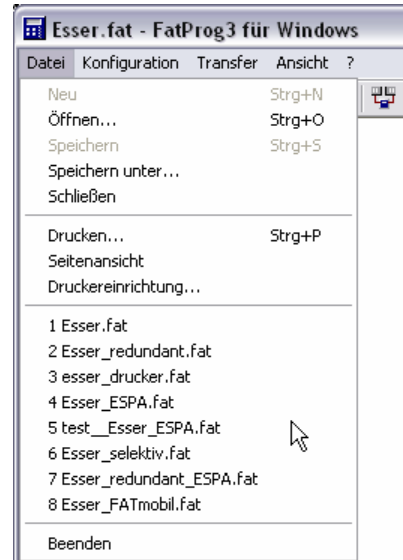 Esser.fat - FatProg3 für Windows
Datei Konfiguration Transfer Ansicht ?
Neu Strg+N
Öffnen... Strg+O
Speichern Strg+S
Speichern unter...
Schließen
Drucken... Strg+P
Seitenansicht
Druckereinrichtung...
1 Esser.fat
2 Esser_redundant.fat
3 esser_drucker.fat
4 Esser_ESPA.fat
5 test__Esser_ESPA.fat
6 Esser_selektiv.fat
7 Esser_redundant_ESPA.fat
8 Esser_FATmobil.fat
Beenden